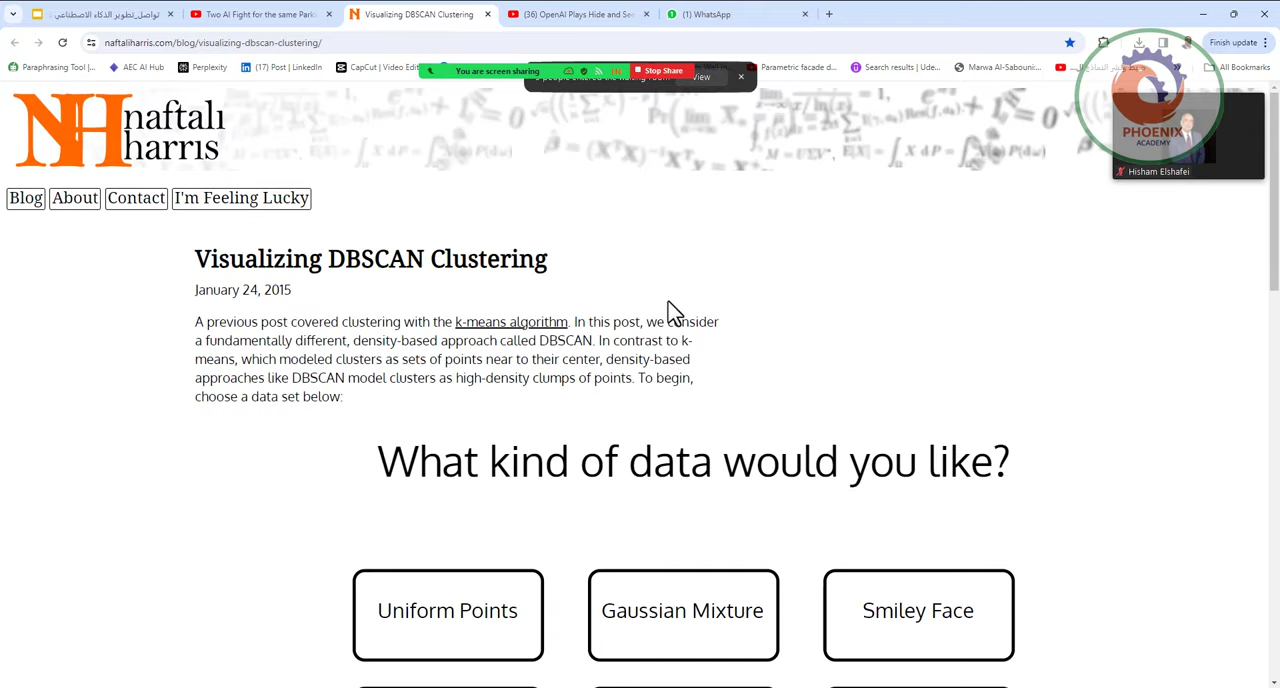 تواصل_تطوير الذكاء الاصطناعي
Two AI Fight for the same Park
Visualizing DBSCAN Clustering
(36) OpenAI Plays Hide and See
(1) WhatsApp
naftaliharris.com/blog/visualizing-dbscan-clustering/
Finish update
Paraphrasing Tool |...
AEC AI Hub
Perplexity
(17) Post | LinkedIn
CapCut | Video Edit
Parametric facade d...
Search results | Ude...
Marwa Al-Sabouni:...
All Bookmarks
You are screen sharing
Stop Share
View
naftali
harris
PHOENIX
ACADEMY
Hisham Elshafei
Blog
About
Contact
I'm Feeling Lucky
Visualizing DBSCAN Clustering
January 24, 2015
A previous post covered clustering with the k-means algorithm. In this post, we consider
a fundamentally different, density-based approach called DBSCAN. In contrast to k-
means, which modeled clusters as sets of points near to their center, density-based
approaches like DBSCAN model clusters as high-density clumps of points. To begin,
choose a data set below:
What kind of data would you like?
Uniform Points
Gaussian Mixture
Smiley Face